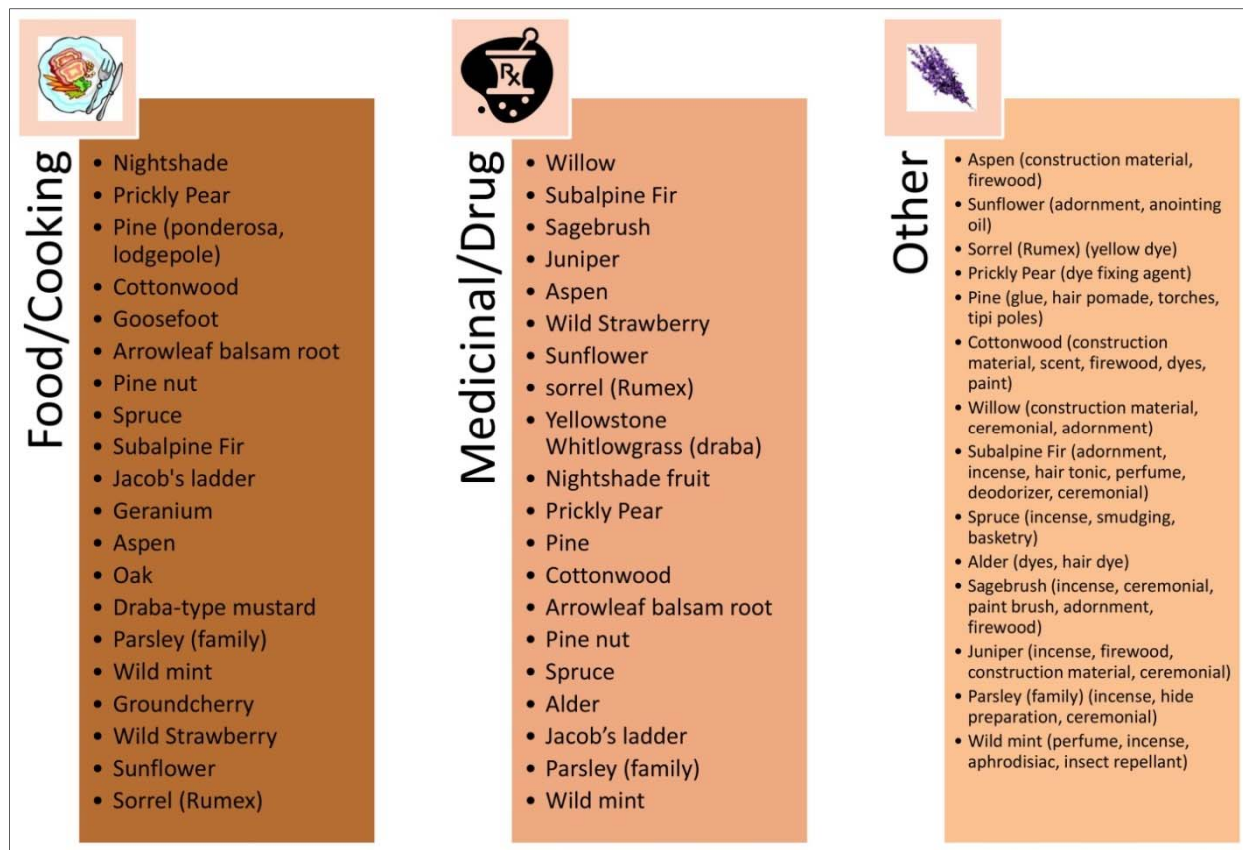 Food/Cooking
• Nightshade
• Prickly Pear
• Pine (ponderosa,
lodgepole)
• Cottonwood
• Goosefoot
• Arrowleaf balsam root
• Pine nut
• Spruce
• Subalpine Fir
• Jacob's ladder
• Geranium
• Aspen
• Oak
• Draba-type mustard
• Parsley (family)
• Wild mint
• Groundcherry
• Wild Strawberry
• Sunflower
• Sorrel (Rumex)
Rx
Medicinal/Drug
• Willow
• Subalpine Fir
• Sagebrush
• Juniper
• Aspen
• Wild Strawberry
• Sunflower
• sorrel (Rumex)
• Yellowstone
Whitlowgrass (draba)
• Nightshade fruit
• Prickly Pear
• Pine
• Cottonwood
• Arrowleaf balsam root
• Pine nut
• Spruce
• Alder
• Jacob’s ladder
• Parsley (family)
• Wild mint
Other
• Aspen (construction material,
firewood)
• Sunflower (adornment, anointing
oil)
• Sorrel (Rumex) (yellow dye)
• Prickly Pear (dye fixing agent)
• Pine (glue, hair pomade, torches,
tipi poles)
• Cottonwood (construction
material, scent, firewood, dyes,
paint)
• Willow (construction material,
ceremonial, adornment)
• Subalpine Fir (adornment,
incense, hair tonic, perfume,
deodorizer, ceremonial)
• Spruce (incense, smudging,
basketry)
• Alder (dyes, hair dye)
• Sagebrush (incense, ceremonial,
paint brush, adornment,
firewood)
• Juniper (incense, firewood,
construction material, ceremonial)
• Parsley (family) (incense, hide
preparation, ceremonial)
• Wild mint (perfume, incense,
aphrodisiac, insect repellant)